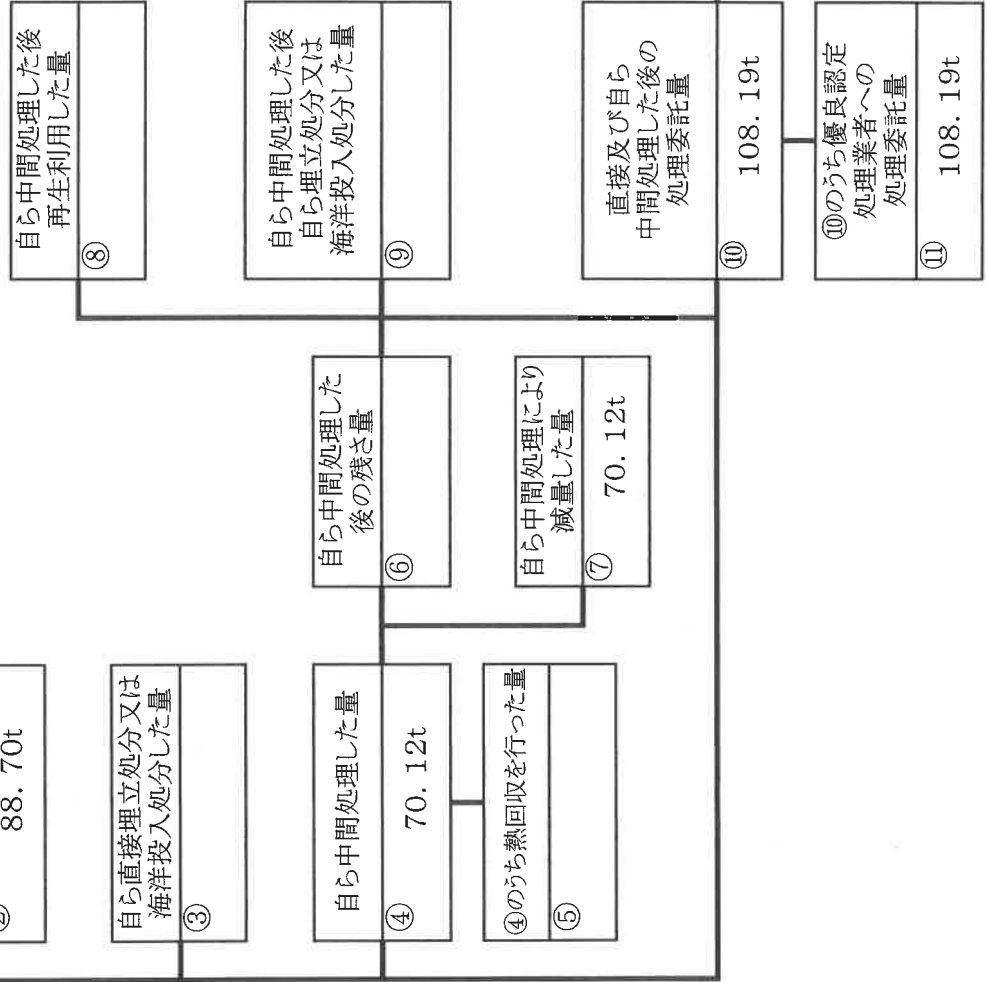 ②
88. 70t
自ら直接埋立処分又は
海洋投入処分した量
③
自ら中間処理した量
④
70. 12t
④のうち熱回収を行った量
⑤
自ら中間処理した
後の残さ量
⑥
自ら中間処理により
減量した量
⑦
70. 12t
自ら中間処理した後
再生利用した量
⑧
自ら中間処理した後
自ら埋立処分又は
海洋投入処分した量
⑨
直接及び自ら
中間処理した後の
処理委託量
⑩
108. 19t
⑩のうち優良認定
処理業者への
処理委託量
⑪
108. 19t